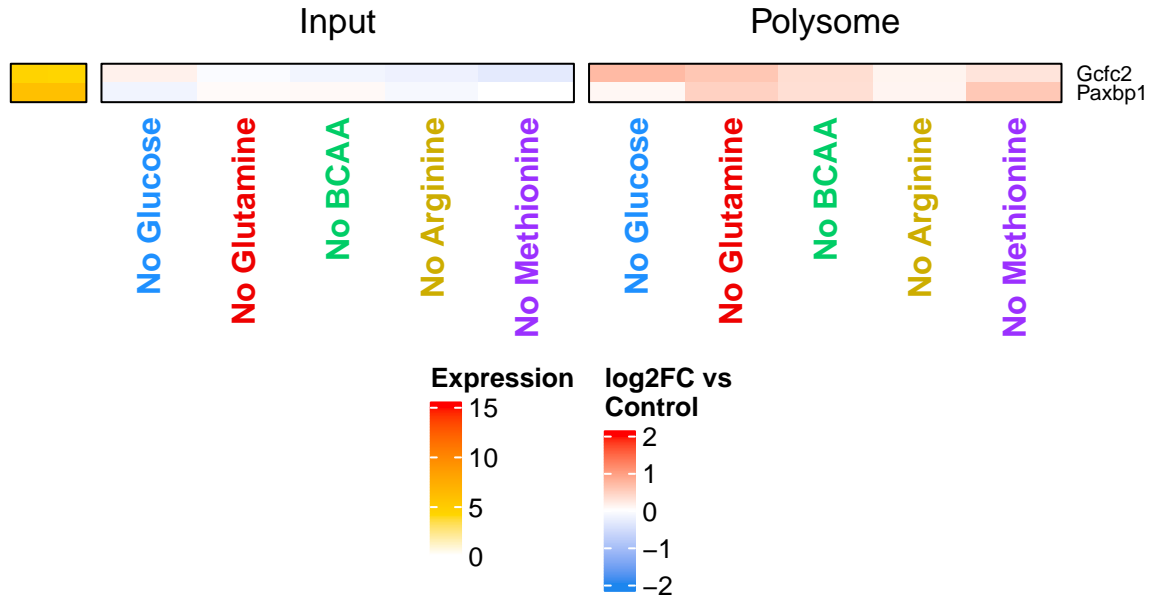 Input
Polysome
Gcfc2
Paxbp1
No Glucose
No Glutamine
No BCAA
No Arginine
No Methionine
No Glucose
No Glutamine
No BCAA
No Arginine
No Methionine
Expression
15
10
5
0
log2FC vs
Control
2
1
0
−1
−2